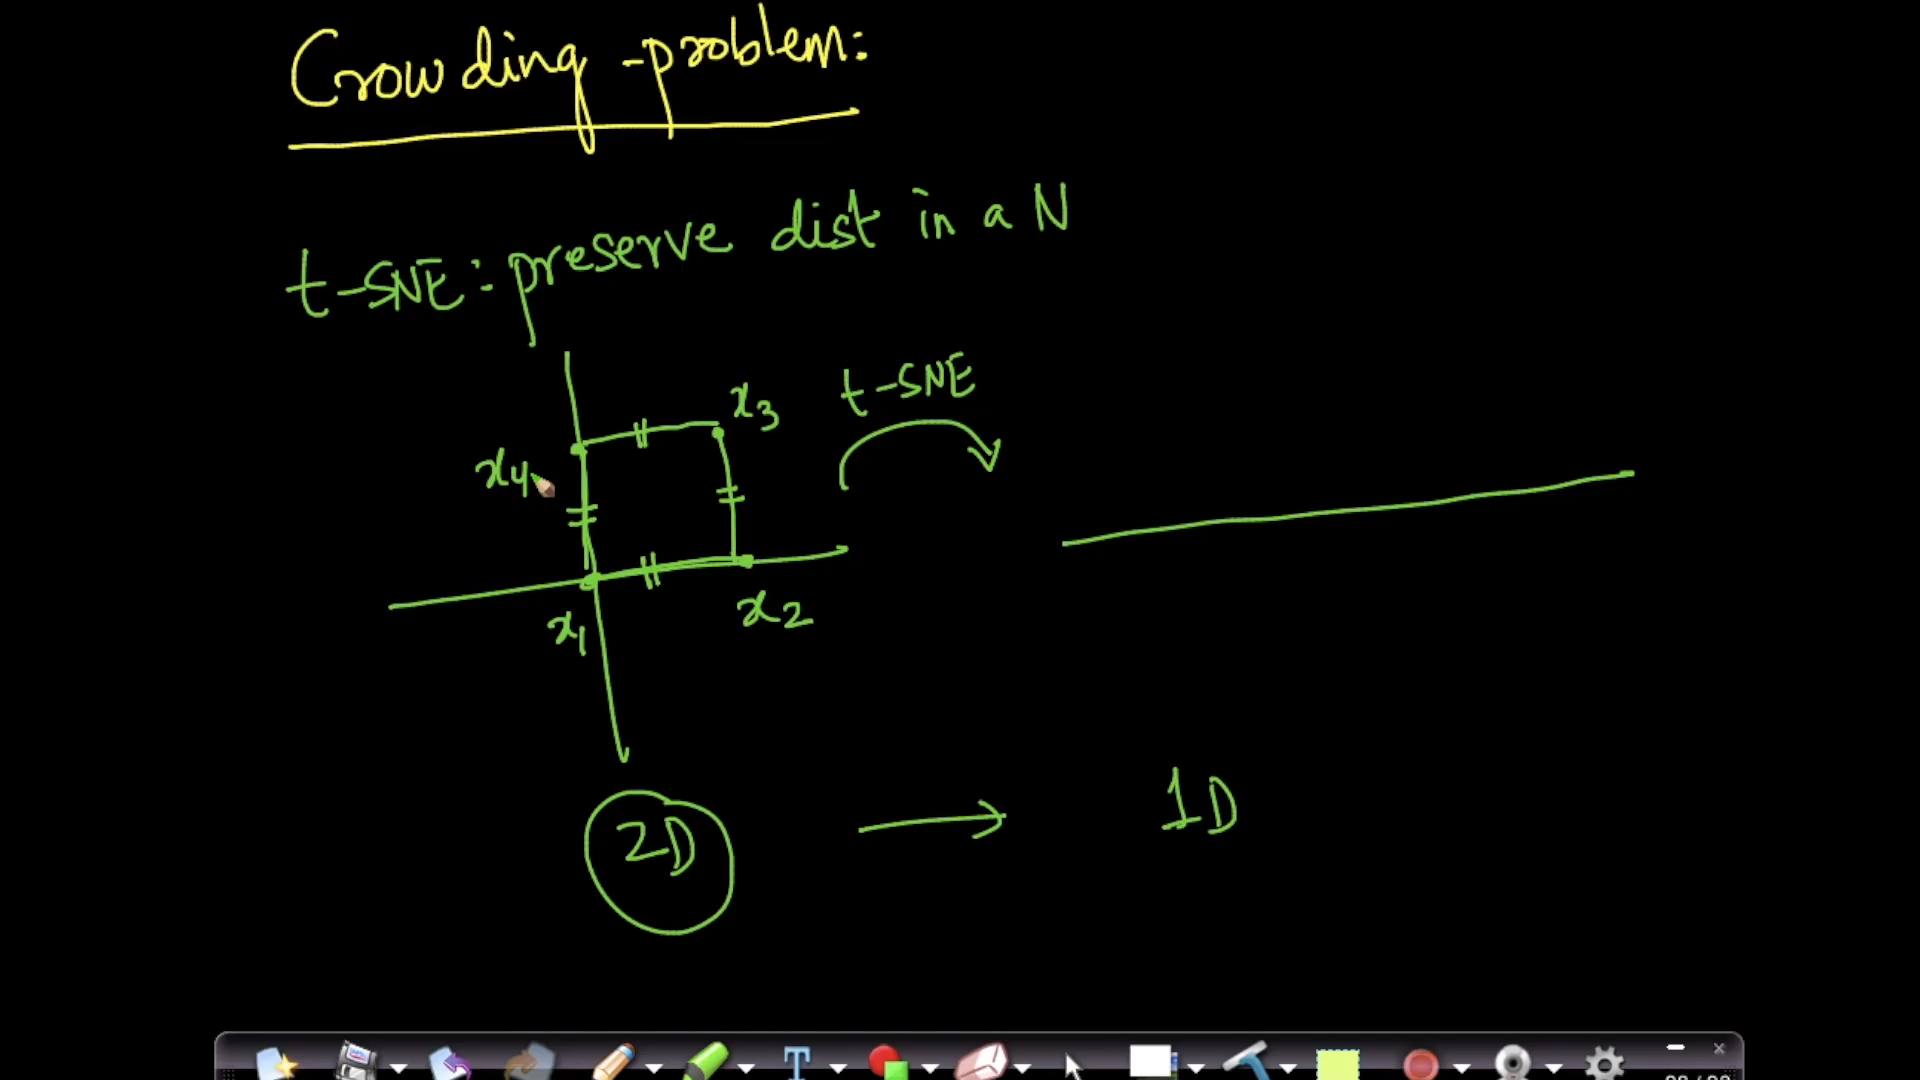 Crowding-problem:
t-SNE: preserve dist in a N
x3
t-SNE
x4
x1
x2
2D
1D
T